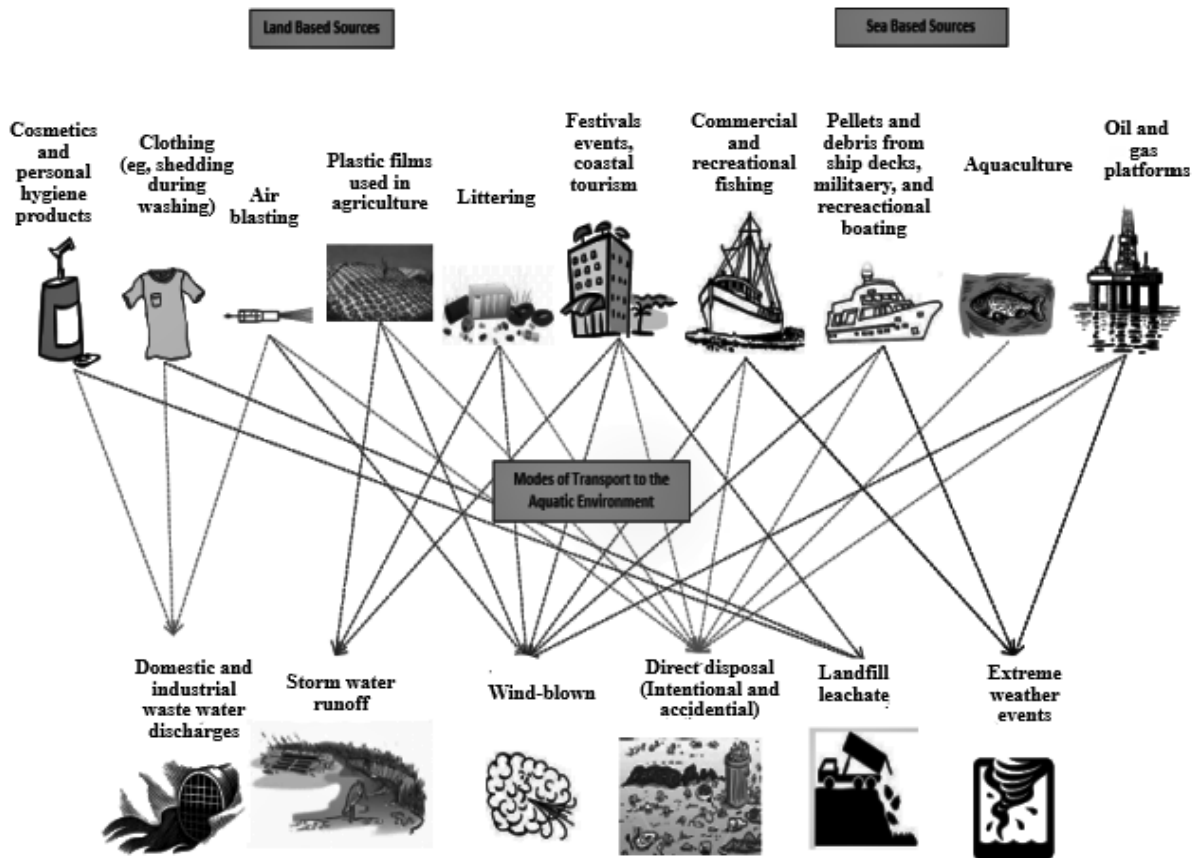 Land Based Sources
Sea Based Sources
Cosmetics
and
personal
hygiene
products
Clothing
(eg, shedding
during
washing)
Air
blasting
Plastic films
used in
agriculture
Littering
Festivals
events,
coastal
tourism
Commercial
and
recreational
fishing
Pellets and
debris from
ship decks,
militaery, and
recreactional
boating
Aquaculture
Oil and
gas
platforms
Modes of Transport to the
Aquatic Environment
Domestic and
industrial
waste water
discharges
Storm water
runoff
Wind-blown
Direct disposal
(Intentional and
accidential)
Landfill
leachate
Extreme
weather
events